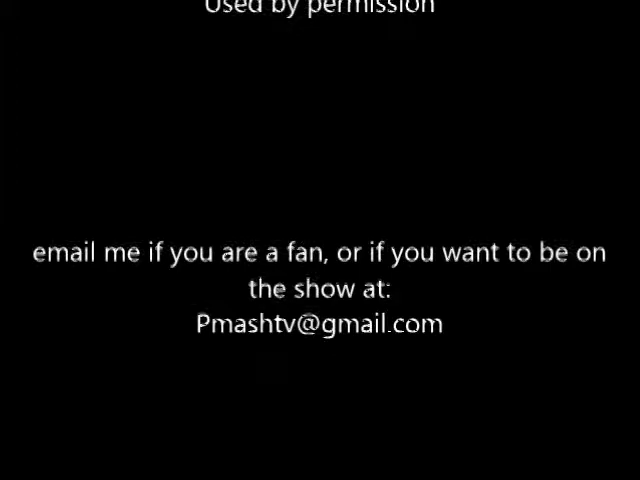 Used by permission
email me if you are a fan, or if you want to be on
the show at:
Pmashtv@gmail.com